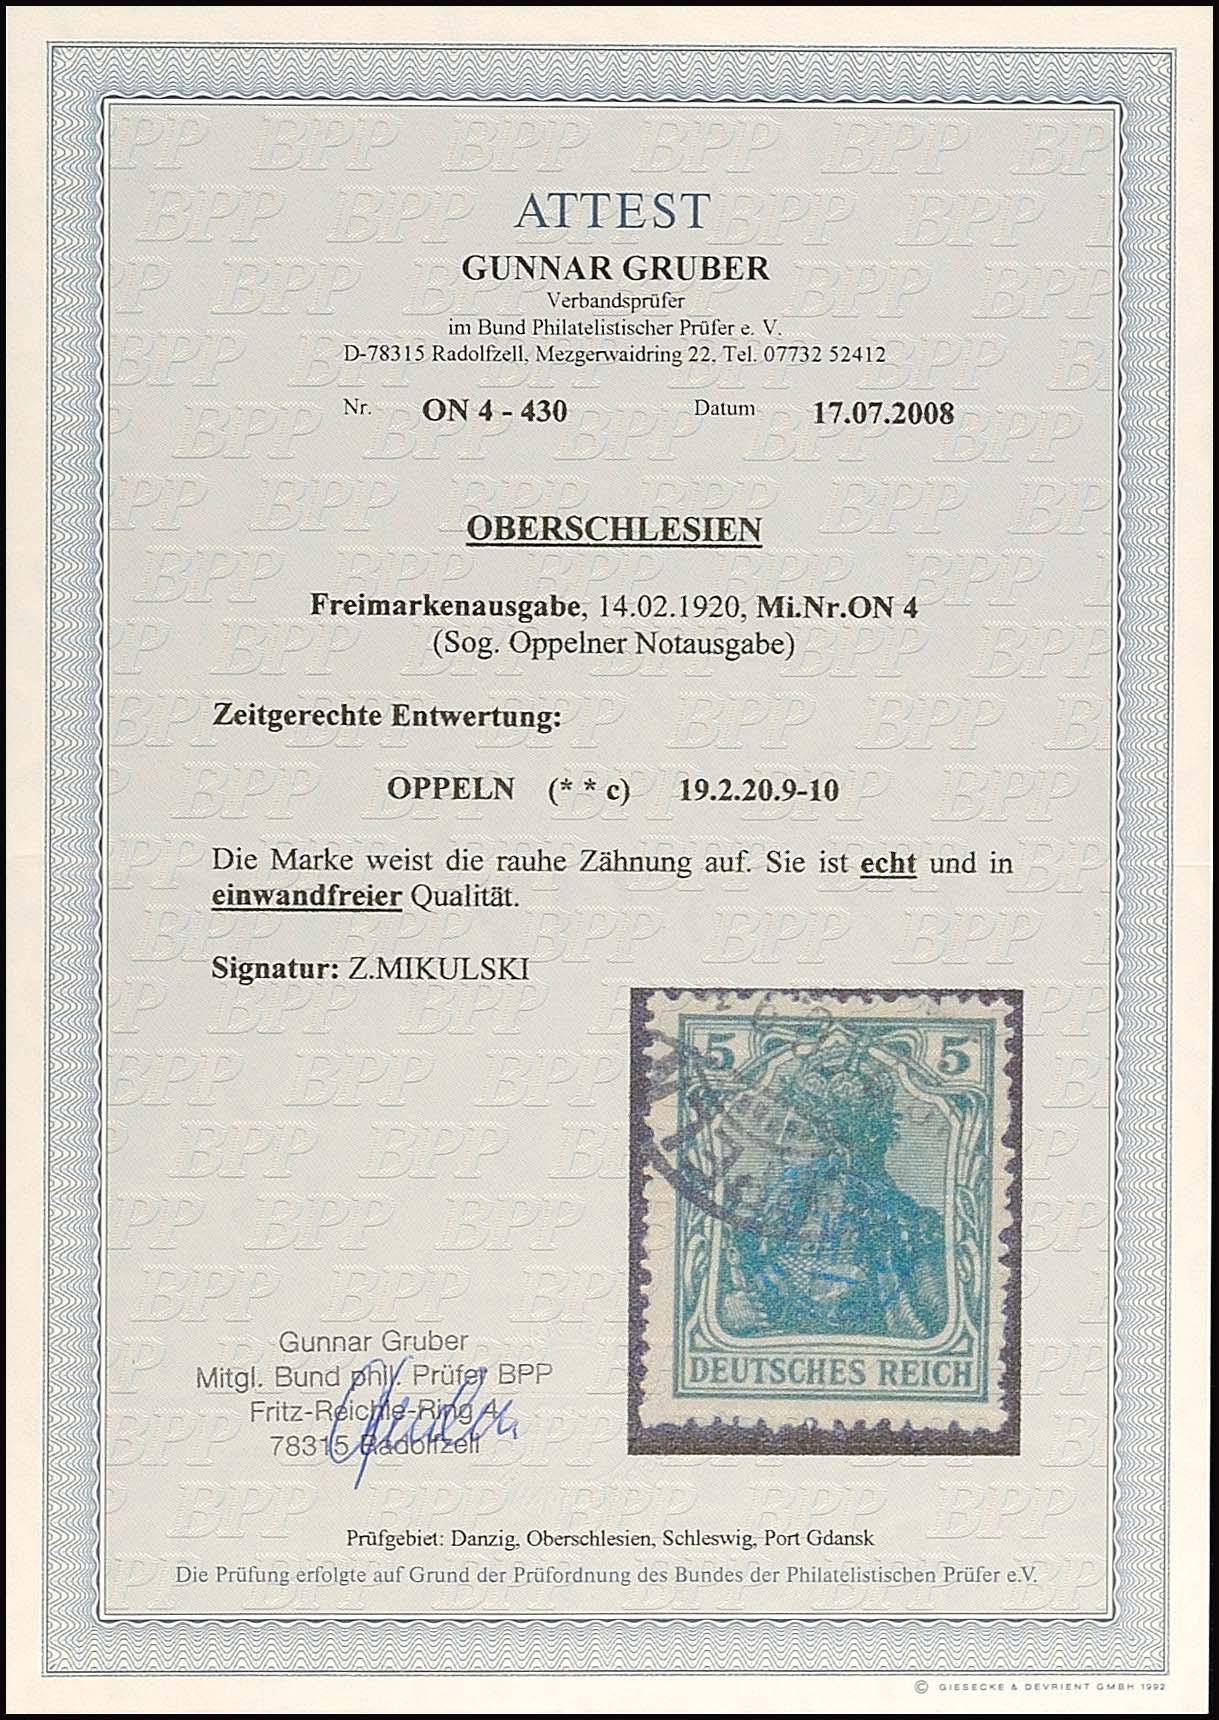 ATTEST
GUNNAR GRUBER
Verbandsprüfer
im Bund Philatelistischer Prüfer e. V.
D-78315 Radolfzell, Mezgerwaidring 22, Tel. 07732 52412
Nr. ON 4 - 430 Datum 17.07.2008
OBERSCHLESIEN
Freimarkenausgabe, 14.02.1920, Mi.Nr.ON 4
(Sog. Oppelner Notausgabe)
Zeitgerechte Entwertung:
OPPELN (* * c) 19.2.20.9-10
Die Marke weist die rauhe Zähnung auf. Sie ist echt und in
einwandfreier Qualität.
Signatur: Z.MIKULSKI
5 5
DEUTSCHES REICH
Gunnar Gruber
Mitgl. Bund phil. Prüfer BPP
Fritz-Reichle-Ring 4
78315 Radolfzell
Prüfgebiet: Danzig, Oberschlesien, Schleswig, Port Gdansk
Die Prüfung erfolgte auf Grund der Prüfordnung des Bundes der Philatelistischen Prüfer e.V.
© GIESECKE & DEVRIENT GMBH 1992